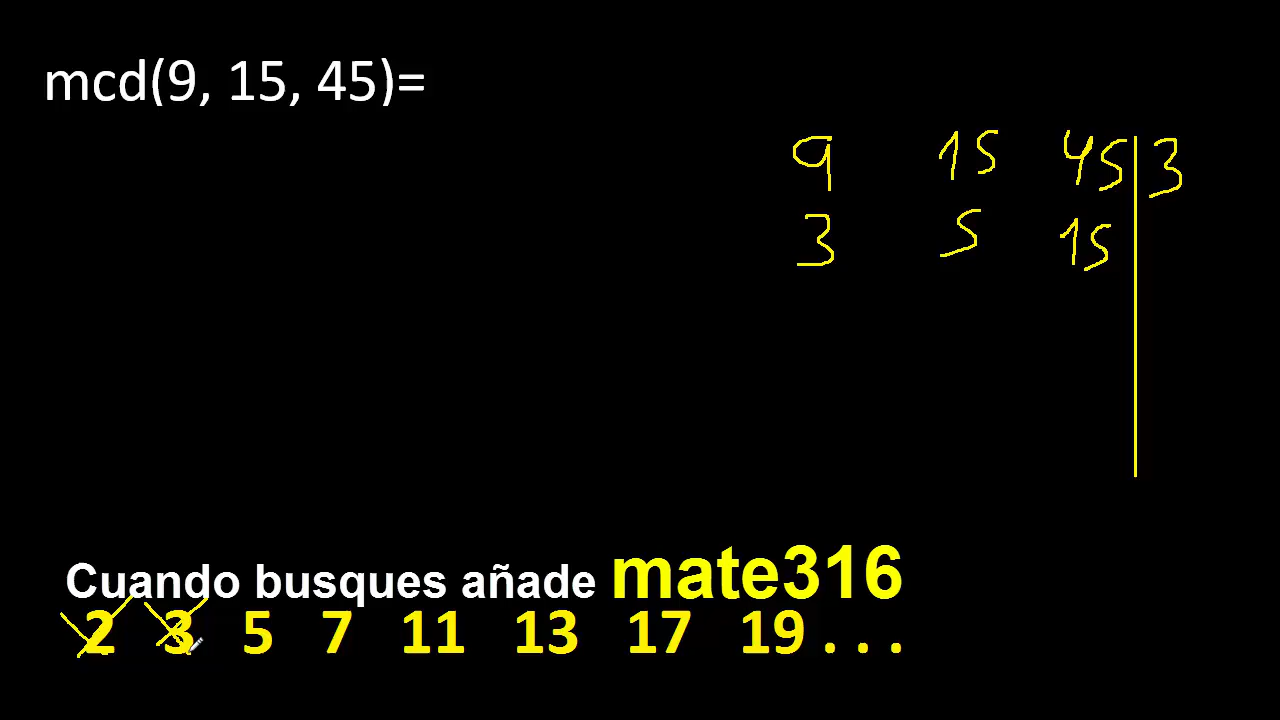 mcd(9, 15, 45)=
9 15 45 3
3 5 15
Cuando busques añade mate316
2 3 5 7 11 13 17 19 . . .